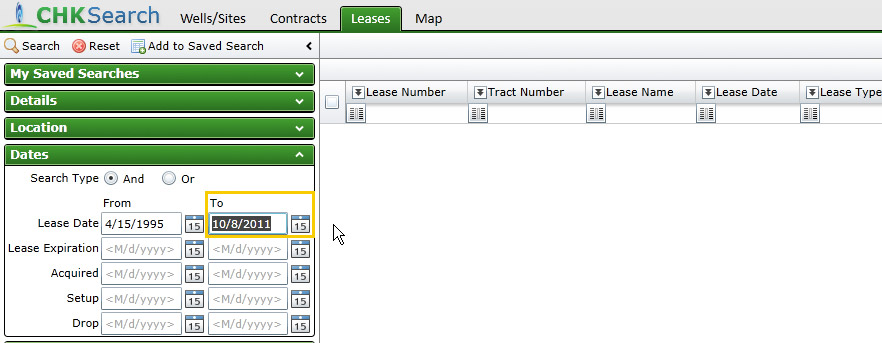 CHKSearch Wells/Sites Contracts Leases Map
Search Reset Add to Saved Search
My Saved Searches
Lease Number Tract Number Lease Name Lease Date Lease Type
Details
Location
Dates
Search Type And Or
From To
Lease Date 4/15/1995 15 10/8/2011 15
Lease Expiration <M/d/yyyy> 15 <M/d/yyyy> 15
Acquired <M/d/yyyy> 15 <M/d/yyyy> 15
Setup <M/d/yyyy> 15 <M/d/yyyy> 15
Drop <M/d/yyyy> 15 <M/d/yyyy> 15